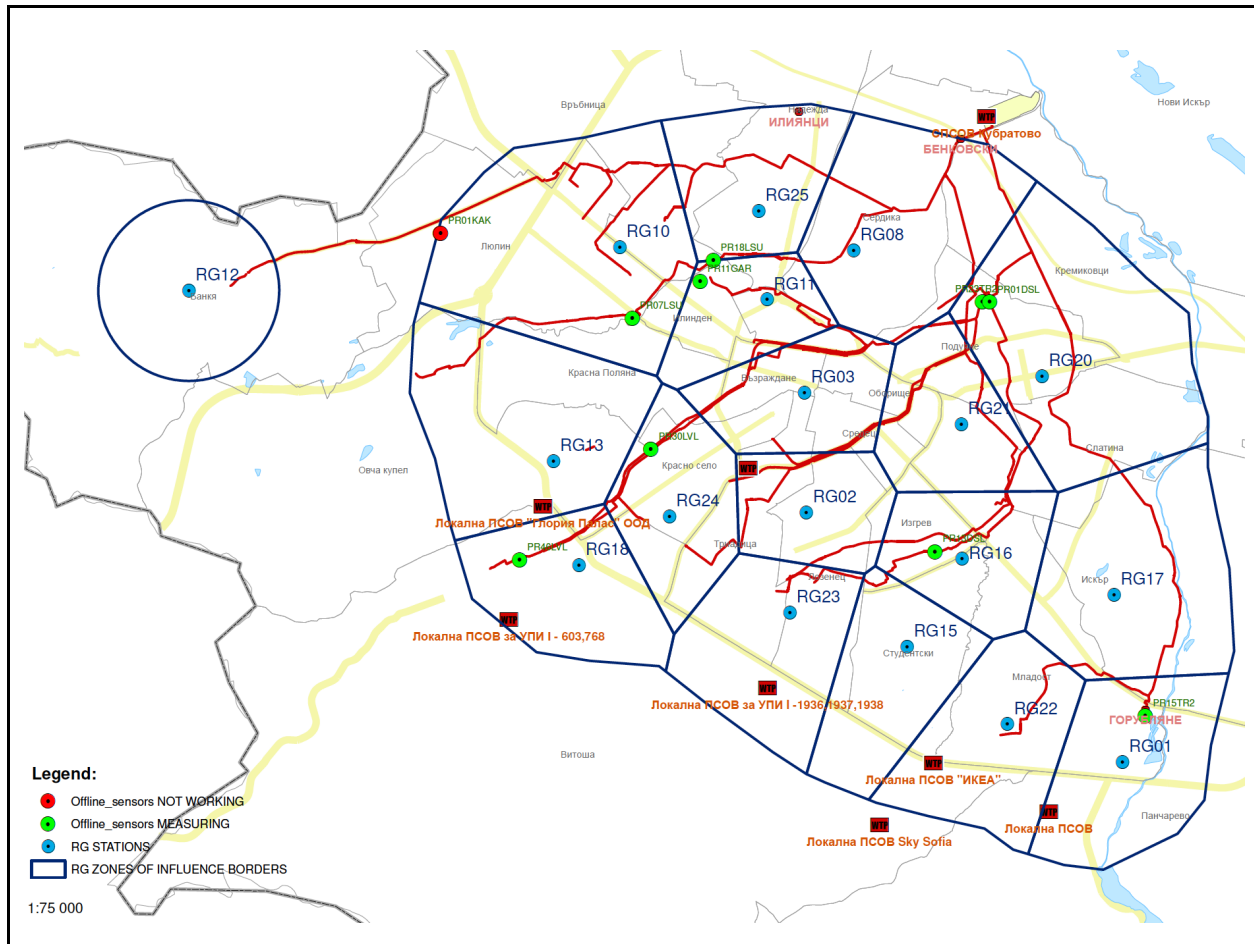 Нови Искър
Връбница
Надежда
ИЛИЯНЦИ
WTP
СПСОВ Кубратово
БЕНКОВСКИ
RG25
Сердика
PR01KAK
RG10
Люлин
RG08
PR18LSU
RG12
Банкя
PR11GAR
Кремиковци
RG11
PR01DSL
PR07LSU
Илинден
Подуяне
Красна Поляна
Възраждане
RG03
RG20
Оборище
RG21
PR30LVL
Средец
RG13
Слатина
Овча купел
Красно село
WTP
RG24
RG02
WTP
Локална ЛСОВ "Глория Палас" ООД
Изгрев
Триадица
PR40LVL
RG18
RG16
Лозенец
Искър
RG17
RG23
WTP
Локална ПСОВ за УПИ I - 603,768
RG15
Студентски
Младост
WTP
Локална ПСОВ за УПИ I -1936,1937,1938
PR15TR2
RG22
ГОРУБЛЯНЕ
Витоша
RG01
WTP
Локална ПСОВ "ИКЕА"
WTP
Локална ПСОВ
Панчарево
WTP
Локална ПСОВ Sky Sofia
Legend:
Offline_sensors NOT WORKING
Offline_sensors MEASURING
RG STATIONS
RG ZONES OF INFLUENCE BORDERS
1:75 000